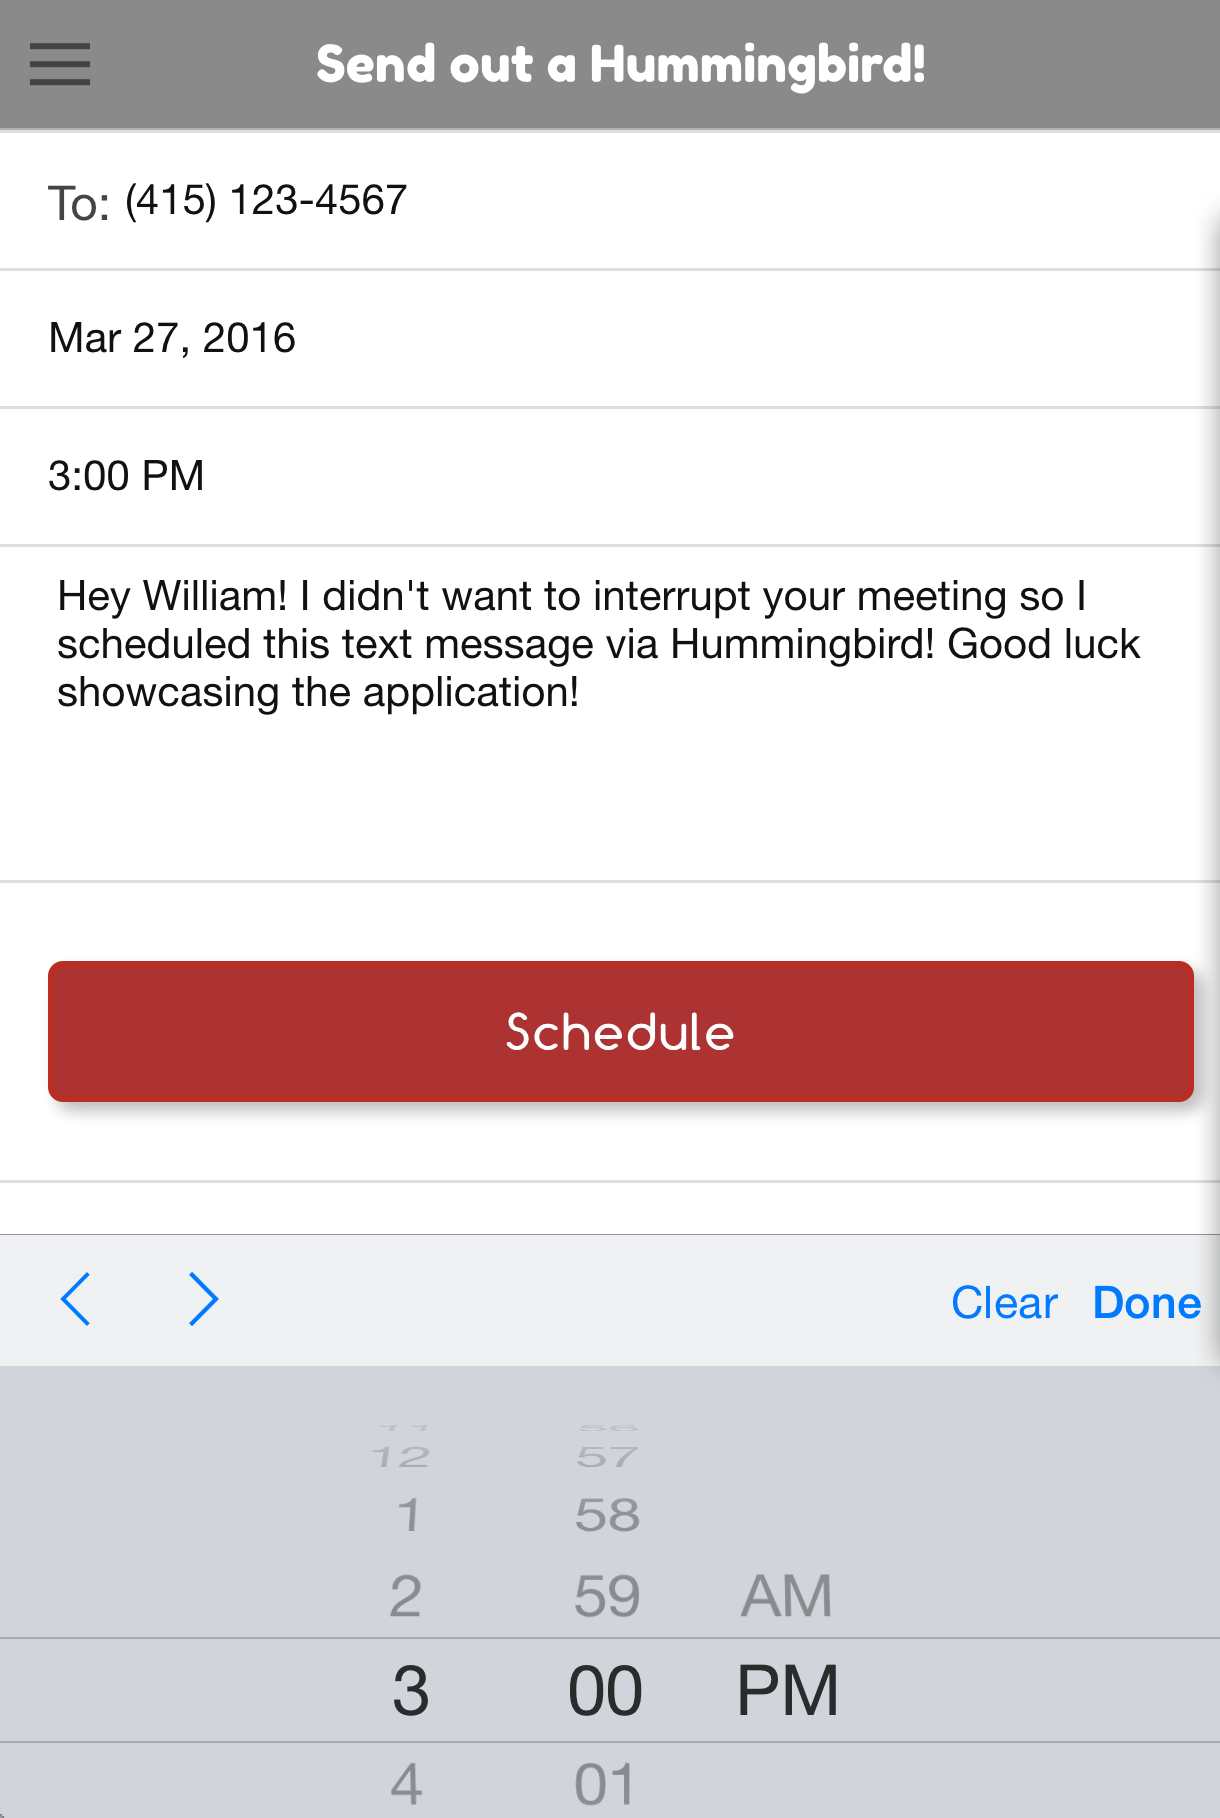 Send out a Hummingbird!
To: (415) 123-4567
Mar 27, 2016
3:00 PM
Hey William! I didn't want to interrupt your meeting so I
scheduled this text message via Hummingbird! Good luck
showcasing the application!
Schedule
Clear Done
11 56
12 57
1 58
2 59 AM
3 00 PM
4 01